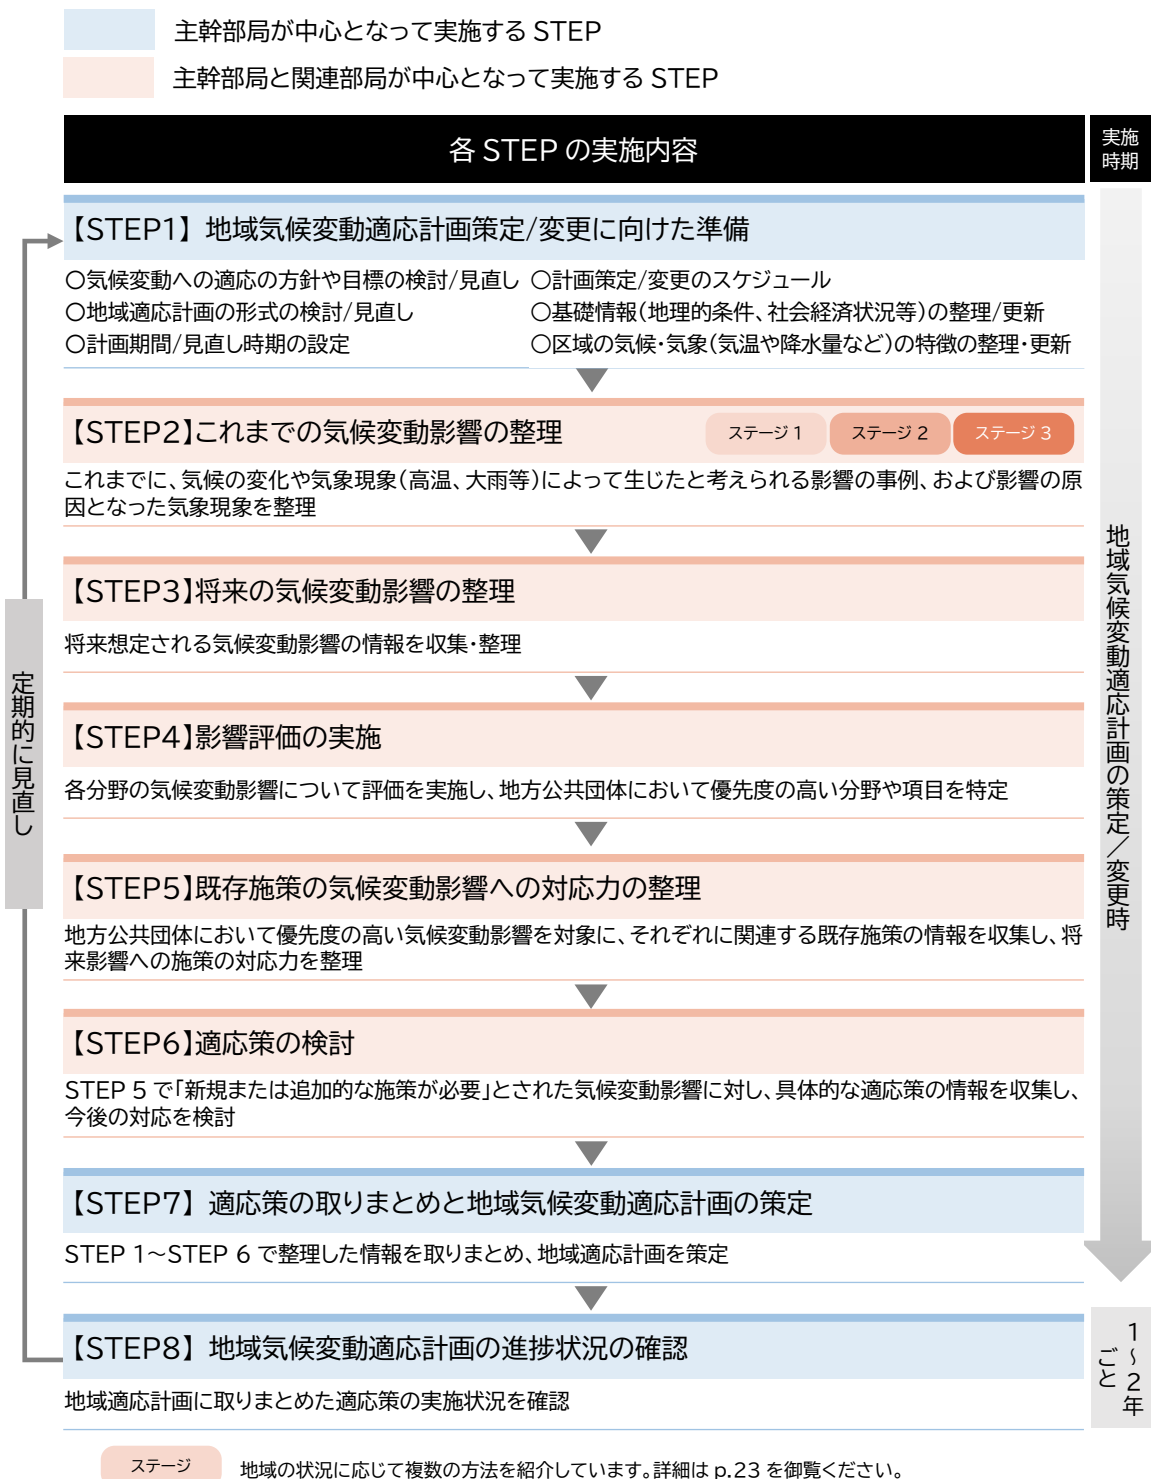 主幹部局が中心となって実施する STEP
主幹部局と関連部局が中心となって実施する STEP
各 STEP の実施内容
実施
時期
【STEP1】 地域気候変動適応計画策定/変更に向けた準備
〇気候変動への適応の方針や目標の検討/見直し
〇地域適応計画の形式の検討/見直し
〇計画期間/見直し時期の設定
〇計画策定/変更のスケジュール
〇基礎情報(地理的条件、社会経済状況等)の整理/更新
〇区域の気候・気象(気温や降水量など)の特徴の整理・更新
【STEP2】これまでの気候変動影響の整理
ステージ 1
ステージ 2
ステージ 3
これまでに、気候の変化や気象現象(高温、大雨等)によって生じたと考えられる影響の事例、および影響の原
因となった気象現象を整理
【STEP3】将来の気候変動影響の整理
将来想定される気候変動影響の情報を収集・整理
【STEP4】影響評価の実施
各分野の気候変動影響について評価を実施し、地方公共団体において優先度の高い分野や項目を特定
【STEP5】既存施策の気候変動影響への対応力の整理
地方公共団体において優先度の高い気候変動影響を対象に、それぞれに関連する既存施策の情報を収集し、将
来影響への施策の対応力を整理
【STEP6】適応策の検討
STEP 5 で「新規または追加的な施策が必要」とされた気候変動影響に対し、具体的な適応策の情報を収集し、
今後の対応を検討
【STEP7】 適応策の取りまとめと地域気候変動適応計画の策定
STEP 1～STEP 6 で整理した情報を取りまとめ、地域適応計画を策定
【STEP8】 地域気候変動適応計画の進捗状況の確認
地域適応計画に取りまとめた適応策の実施状況を確認
定期的に見直し
地域気候変動適応計画の策定／変更時
1～2年
ごと
ステージ
地域の状況に応じて複数の方法を紹介しています。詳細は p.23 を御覧ください。